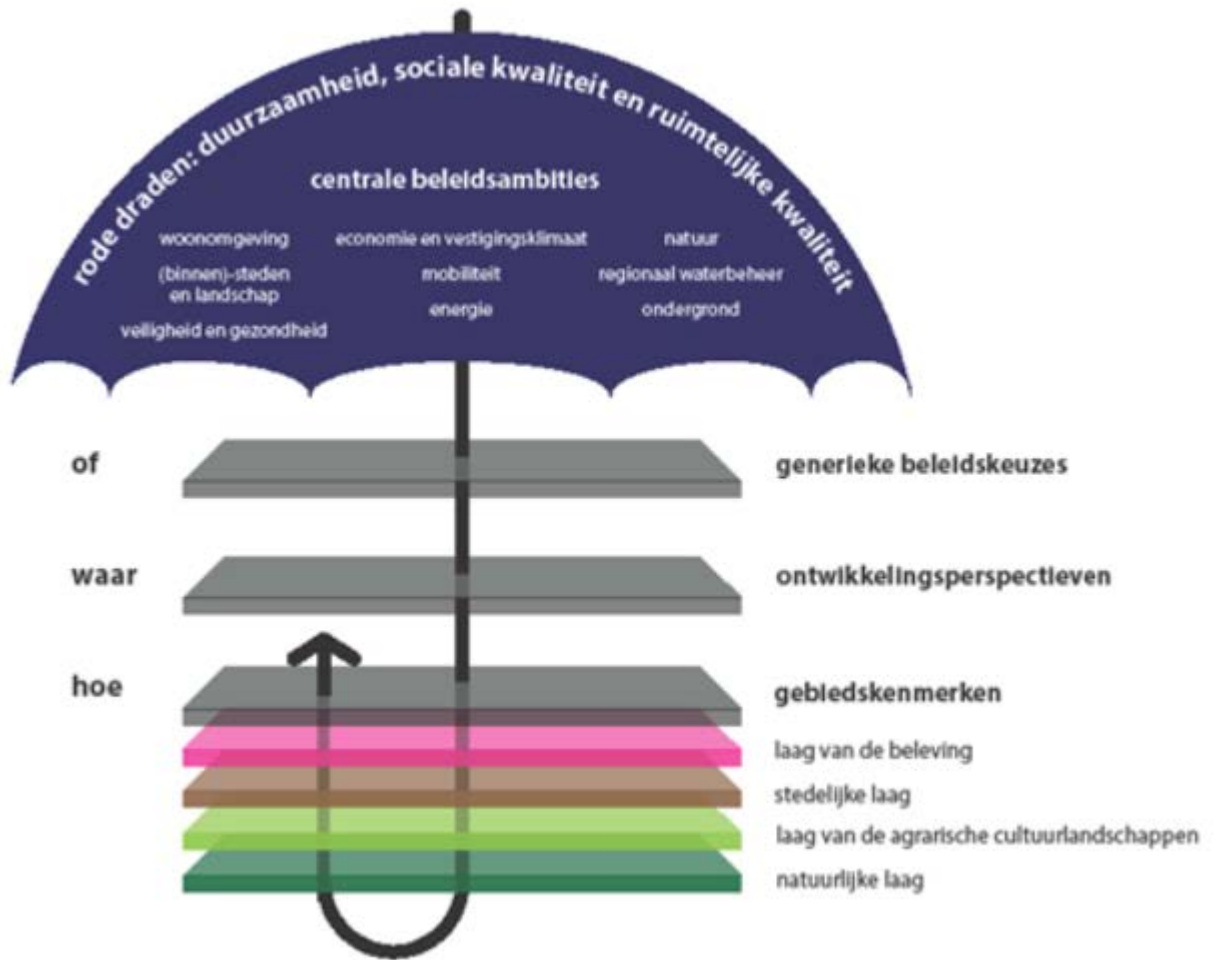 rode draden: duurzaamheid, sociale kwaliteit en ruimtelijke kwaliteit
centrale beleidsambities
woonomgeving
(binnen)-steden
en landschap
veiligheid en gezondheid
economie en vestigingsklimaat
mobiliteit
energie
natuur
regionaal waterbeheer
ondergrond
of
generieke beleidskeuzes
waar
ontwikkelingsperspectieven
hoe
gebiedskenmerken
laag van de beleving
stedelijke laag
laag van de agrarische cultuurlandschappen
natuurlijke laag